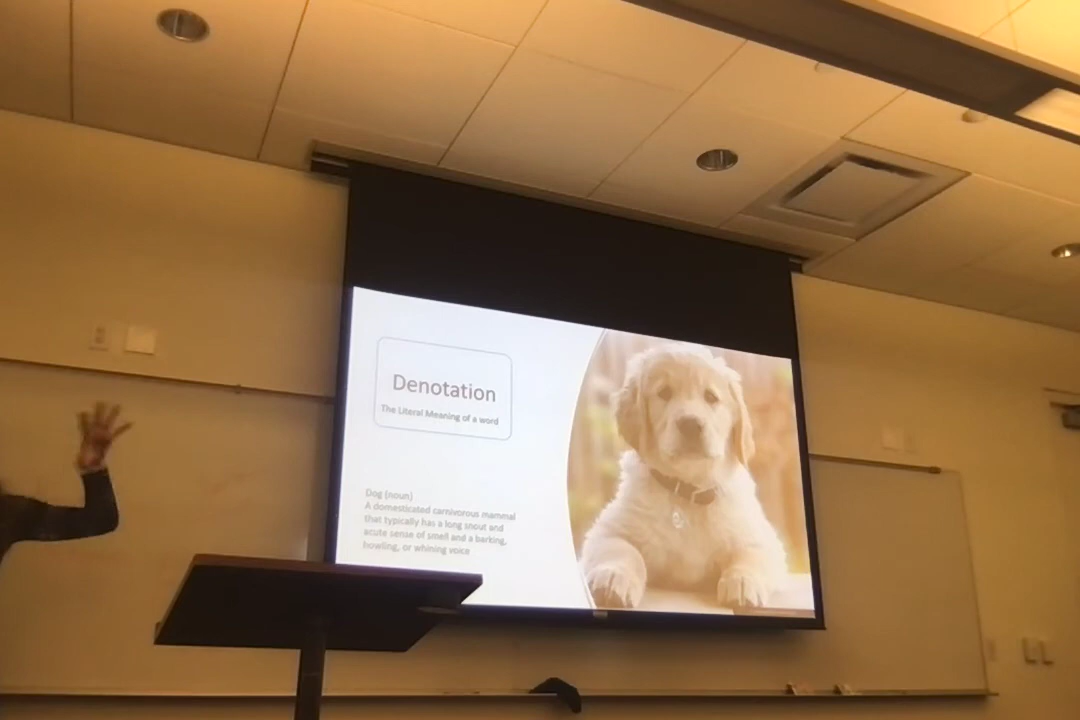 Denotation
The Literal Meaning of a word
Dog (noun)
A domesticated carnivorous mammal
that typically has a long snout and
acute sense of smell and a barking,
howling, or whining voice